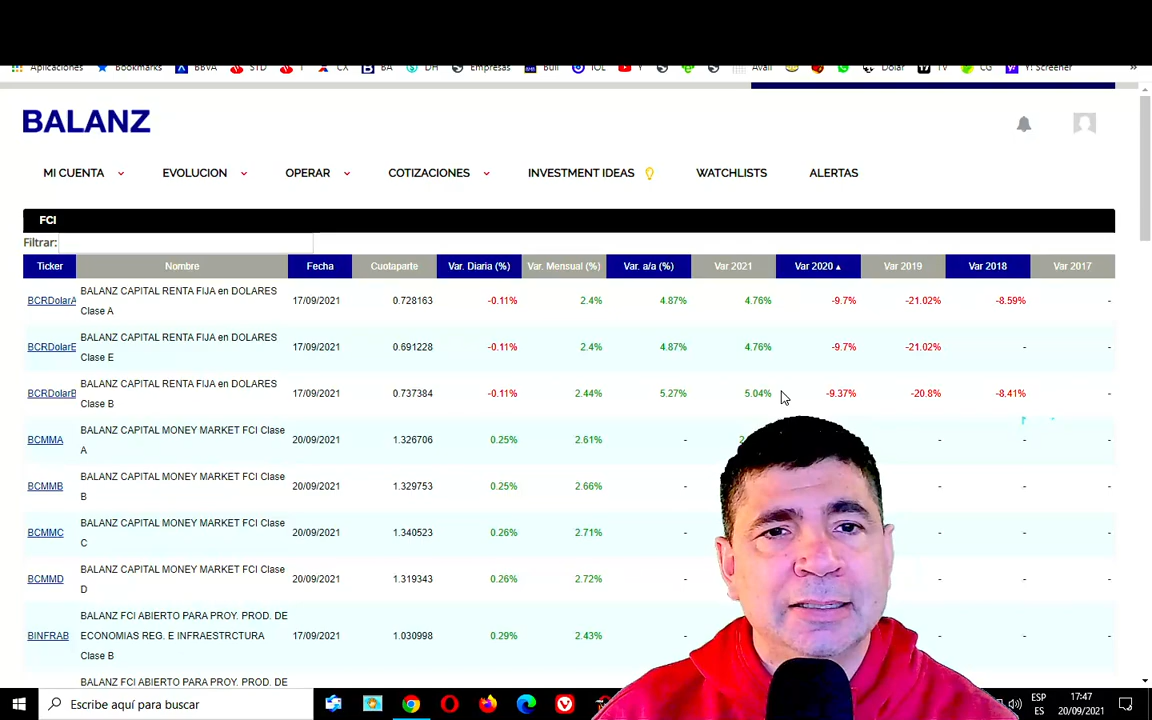 Aplicaciones Bookmarks BBVA STD T CX BA DH Empresas Bull IOL Y Avail Dolar TV CG Y! Screener »
BALANZ
MI CUENTA EVOLUCION OPERAR COTIZACIONES INVESTMENT IDEAS WATCHLISTS ALERTAS
FCI
Filtrar:
Ticker Nombre Fecha Cuotaparte Var. Diaria (%) Var. Mensual (%) Var. a/a (%) Var 2021 Var 2020 ▴ Var 2019 Var 2018 Var 2017
BCRDolarA BALANZ CAPITAL RENTA FIJA en DOLARES 17/09/2021 0.728163 -0.11% 2.4% 4.87% 4.76% -9.7% -21.02% -8.59% -
Clase A
BCRDolarE BALANZ CAPITAL RENTA FIJA en DOLARES 17/09/2021 0.691228 -0.11% 2.4% 4.87% 4.76% -9.7% -21.02% - -
Clase E
BCRDolarB BALANZ CAPITAL RENTA FIJA en DOLARES 17/09/2021 0.737384 -0.11% 2.44% 5.27% 5.04% -9.37% -20.8% -8.41% -
Clase B
BCMMA BALANZ CAPITAL MONEY MARKET FCI Clase 20/09/2021 1.326706 0.25% 2.61% - - - -
A
BCMMB BALANZ CAPITAL MONEY MARKET FCI Clase 20/09/2021 1.329753 0.25% 2.66% - - - -
B
BCMMC BALANZ CAPITAL MONEY MARKET FCI Clase 20/09/2021 1.340523 0.26% 2.71% - - - -
C
BCMMD BALANZ CAPITAL MONEY MARKET FCI Clase 20/09/2021 1.319343 0.26% 2.72% - - - -
D
BINFRAB BALANZ FCI ABIERTO PARA PROY. PROD. DE
ECONOMIAS REG. E INFRAESTRCTURA 17/09/2021 1.030998 0.29% 2.43% - - - -
Clase B
BALANZ FCI ABIERTO PARA PROY. PROD. DE
Escribe aquí para buscar
ESP 17:47
ES 20/09/2021